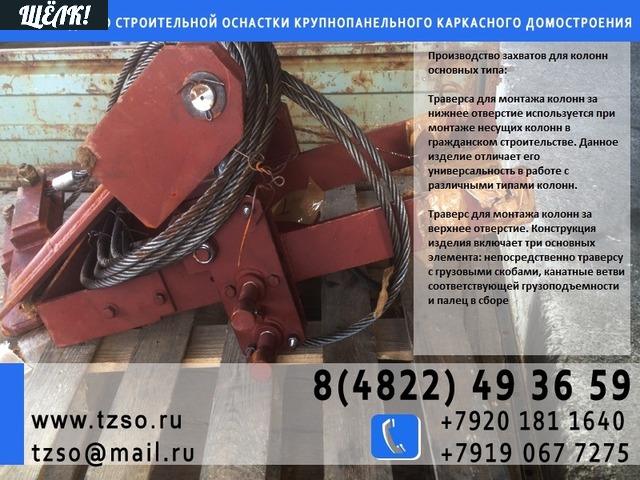 ЩЁЛК!
О СТРОИТЕЛЬНОЙ ОСНАСТКИ КРУПНОПАНЕЛЬНОГО КАРКАСНОГО ДОМОСТРОЕНИЯ
Производство захватов для колонн
основных типа:
Траверса для монтажа колонн за
нижнее отверстие используется при
монтаже несущих колонн в
гражданском строительстве. Данное
изделие отличает его
универсальность в работе с
различными типами колонн.
Траверс для монтажа колонн за
верхнее отверстие. Конструкция
изделия включает три основных
элемента: непосредственно траверсу
с грузовыми скобами, канатные ветви
соответствующей грузоподъемности
и палец в сборе
8(4822) 49 36 59
www.tzso.ru
+7920 181 1640
tzso@mail.ru
+7919 067 7275